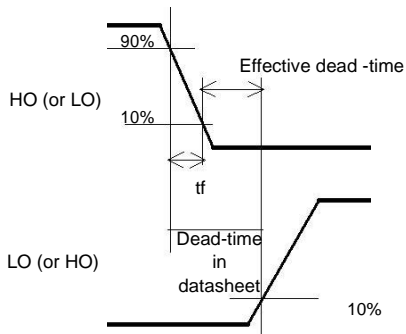 90%
Effective dead -time
HO (or LO)
10%
tf
Dead-time
in
datasheet
LO (or HO)
10%